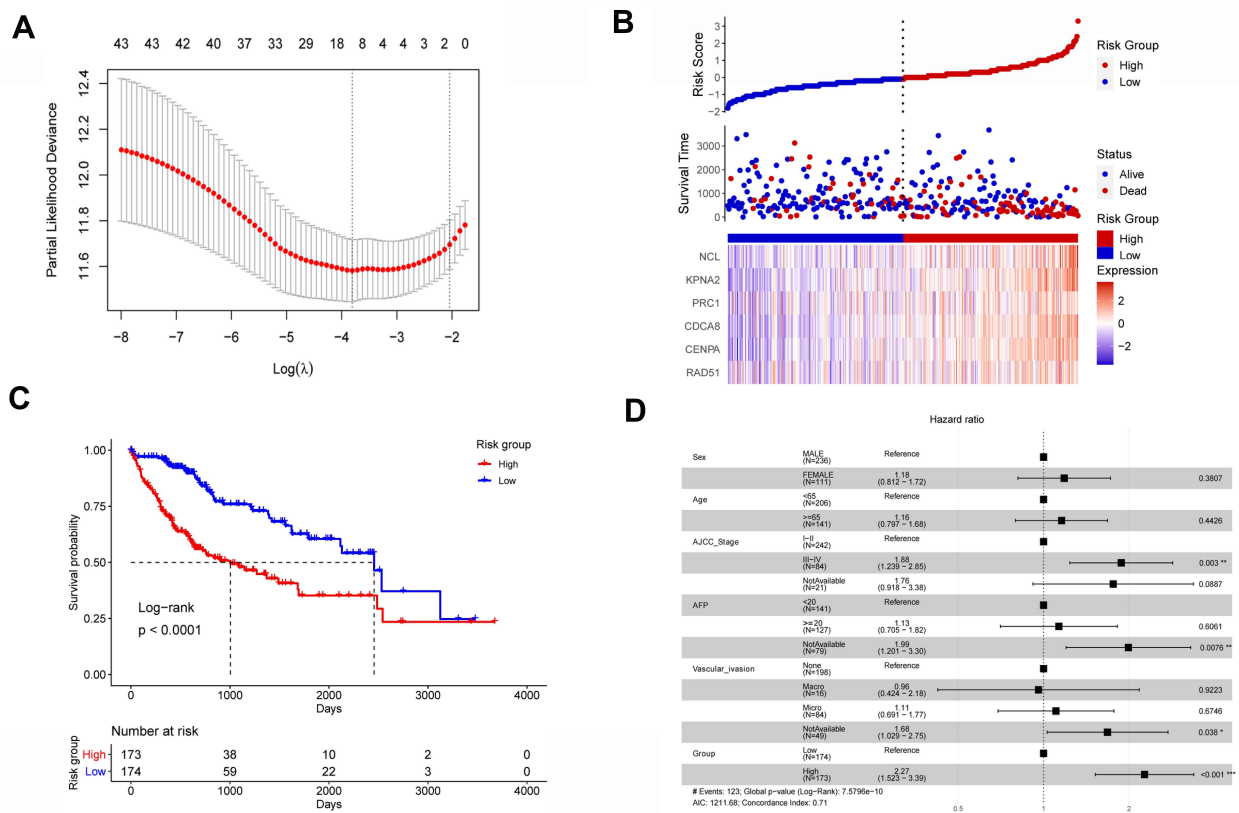 A
43 43 42 40 37 33 29 18 8 4 4 3 2 0
Partial Likelihood Deviance
12.4
12.2
12.0
11.8
11.6
−8 −7 −6 −5 −4 −3 −2
Log(λ)
B
Risk Score
3
2
1
0
−1
−2
Risk Group
High
Low
Survival Time
3000
2000
1000
0
Status
Alive
Dead
Risk Group
High
Low
Expression
2
0
−2
NCL
KPNA2
PRC1
CDCA8
CENPA
RAD51
C
Survival probability
1.00
0.75
0.50
0.25
0.00
Log−rank
p < 0.0001
Risk group
High
Low
0 1000 2000 3000 4000
Days
Number at risk
Risk group
High 173 38 10 2 0
Low 174 59 22 3 0
0 1000 2000 3000 4000
Days
D
Hazard ratio
Sex MALE Reference
(N=236)
FEMALE 1.18 0.3807
(N=111) (0.812 − 1.72)
Age <65 Reference
(N=206)
>=65 1.16 0.4426
(N=141) (0.797 − 1.68)
AJCC_Stage I−II Reference
(N=242)
III−IV 1.88 0.003 **
(N=84) (1.239 − 2.85)
NotAvailable 1.76 0.0887
(N=21) (0.918 − 3.38)
AFP <20 Reference
(N=141)
>=20 1.13 0.6061
(N=127) (0.705 − 1.82)
NotAvailable 1.99 0.0076 **
(N=79) (1.201 − 3.30)
Vascular_ivasion None Reference
(N=198)
Macro 0.96 0.9223
(N=16) (0.424 − 2.18)
Micro 1.11 0.6746
(N=84) (0.691 − 1.77)
NotAvailable 1.68 0.038 *
(N=49) (1.029 − 2.75)
Group Low Reference
(N=174)
High 2.27 <0.001 ***
(N=173) (1.523 − 3.39)
# Events: 123; Global p−value (Log−Rank): 7.5796e−10
AIC: 1211.68; Concordance Index: 0.71
0.5 1 2